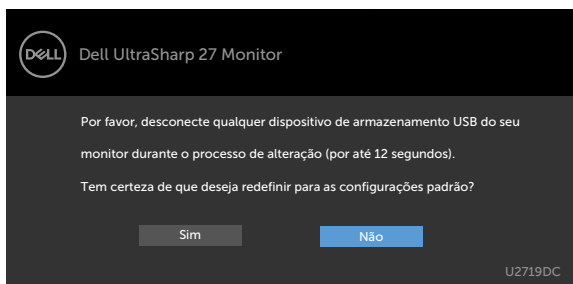 DELL
Dell UltraSharp 27 Monitor
Por favor, desconecte qualquer dispositivo de armazenamento USB do seu
monitor durante o processo de alteração (por até 12 segundos).
Tem certeza de que deseja redefinir para as configurações padrão?
Sim
Não
U2719DC